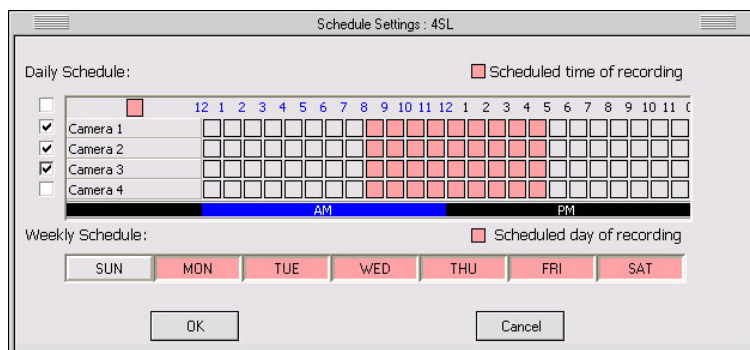 Schedule Settings : 4SL
Daily Schedule:
Scheduled time of recording
12 1 2 3 4 5 6 7 8 9 10 11 12 1 2 3 4 5 6 7 8 9 10 11
Camera 1
Camera 2
Camera 3
Camera 4
AM PM
Weekly Schedule:
Scheduled day of recording
SUN MON TUE WED THU FRI SAT
OK Cancel